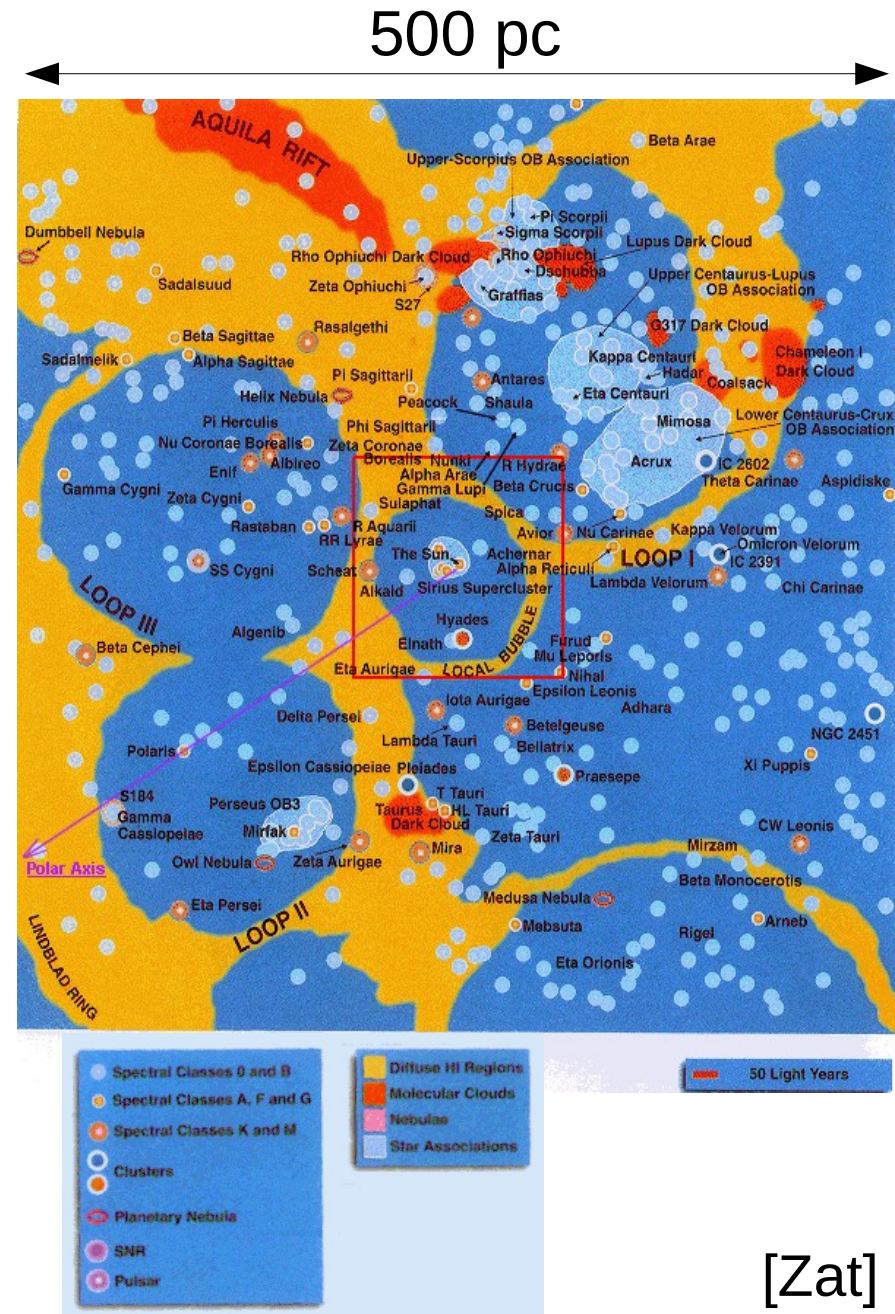 500 pc
AQUILA RIFT
Beta Arae
Upper-Scorpius OB Association
Pi Scorpii
Sigma Scorpii
Dumbbell Nebula
Lupus Dark Cloud
Rho Ophiuchi Dark Cloud
Rho Ophiuchi
Dschubba
Upper Centaurus-Lupus
OB Association
Sadalsuud
Zeta Ophiuchi
Graffias
S27
G317 Dark Cloud
Rasalgethi
Beta Sagittae
Sadalmelik
Alpha Sagittae
Kappa Centauri
Chameleon I
Dark Cloud
Hadar
Pi Sagittarii
Antares
Coalsack
Helix Nebula
Peacock
Shaula
Eta Centauri
Mimosa
Lower Centaurus-Crux
OB Association
Pi Herculis
Phi Sagittarii
Nu Coronae Borealis
Zeta Coronae
Borealis
Nunki
R Hydrae
Acrux
IC 2602
Enif
Albireo
Alpha Arae
Theta Carinae
Aspidiske
Gamma Cygni
Gamma Lupi
Beta Crucis
Zeta Cygni
Sulaphat
Spica
Rastaban
R Aquarii
Avior
Nu Carinae
Kappa Velorum
RR Lyrae
Omicron Velorum
The Sun
Achernar
LOOP I
IC 2391
SS Cygni
Scheat
Alpha Reticuli
Lambda Velorum
Alkaid
Sirius Supercluster
Chi Carinae
LOOP III
Hyades
Algenib
Elnath
Furud
Beta Cephei
LOCAL BUBBLE
Mu Leporis
Eta Aurigae
Nihal
Epsilon Leonis
Iota Aurigae
Adhara
Delta Persei
Betelgeuse
NGC 2451
Lambda Tauri
Bellatrix
Polaris
Epsilon Cassiopeiae
Pleiades
Praesepe
Xi Puppis
S184
Perseus OB3
T Tauri
Gamma
Cassiopeiae
Taurus
Dark Cloud
HL Tauri
Mirfak
Zeta Tauri
CW Leonis
Owl Nebula
Zeta Aurigae
Mira
Mirzam
Polar Axis
Beta Monocerotis
Medusa Nebula
Eta Persei
LOOP II
Mebsuta
Rigel
Arneb
LINDBLAD RING
Eta Orionis
Spectral Classes 0 and B
Spectral Classes A, F and G
Spectral Classes K and M
Clusters
Planetary Nebula
SNR
Pulsar
Diffuse HI Regions
Molecular Clouds
Nebulae
Star Associations
50 Light Years
[Zat]